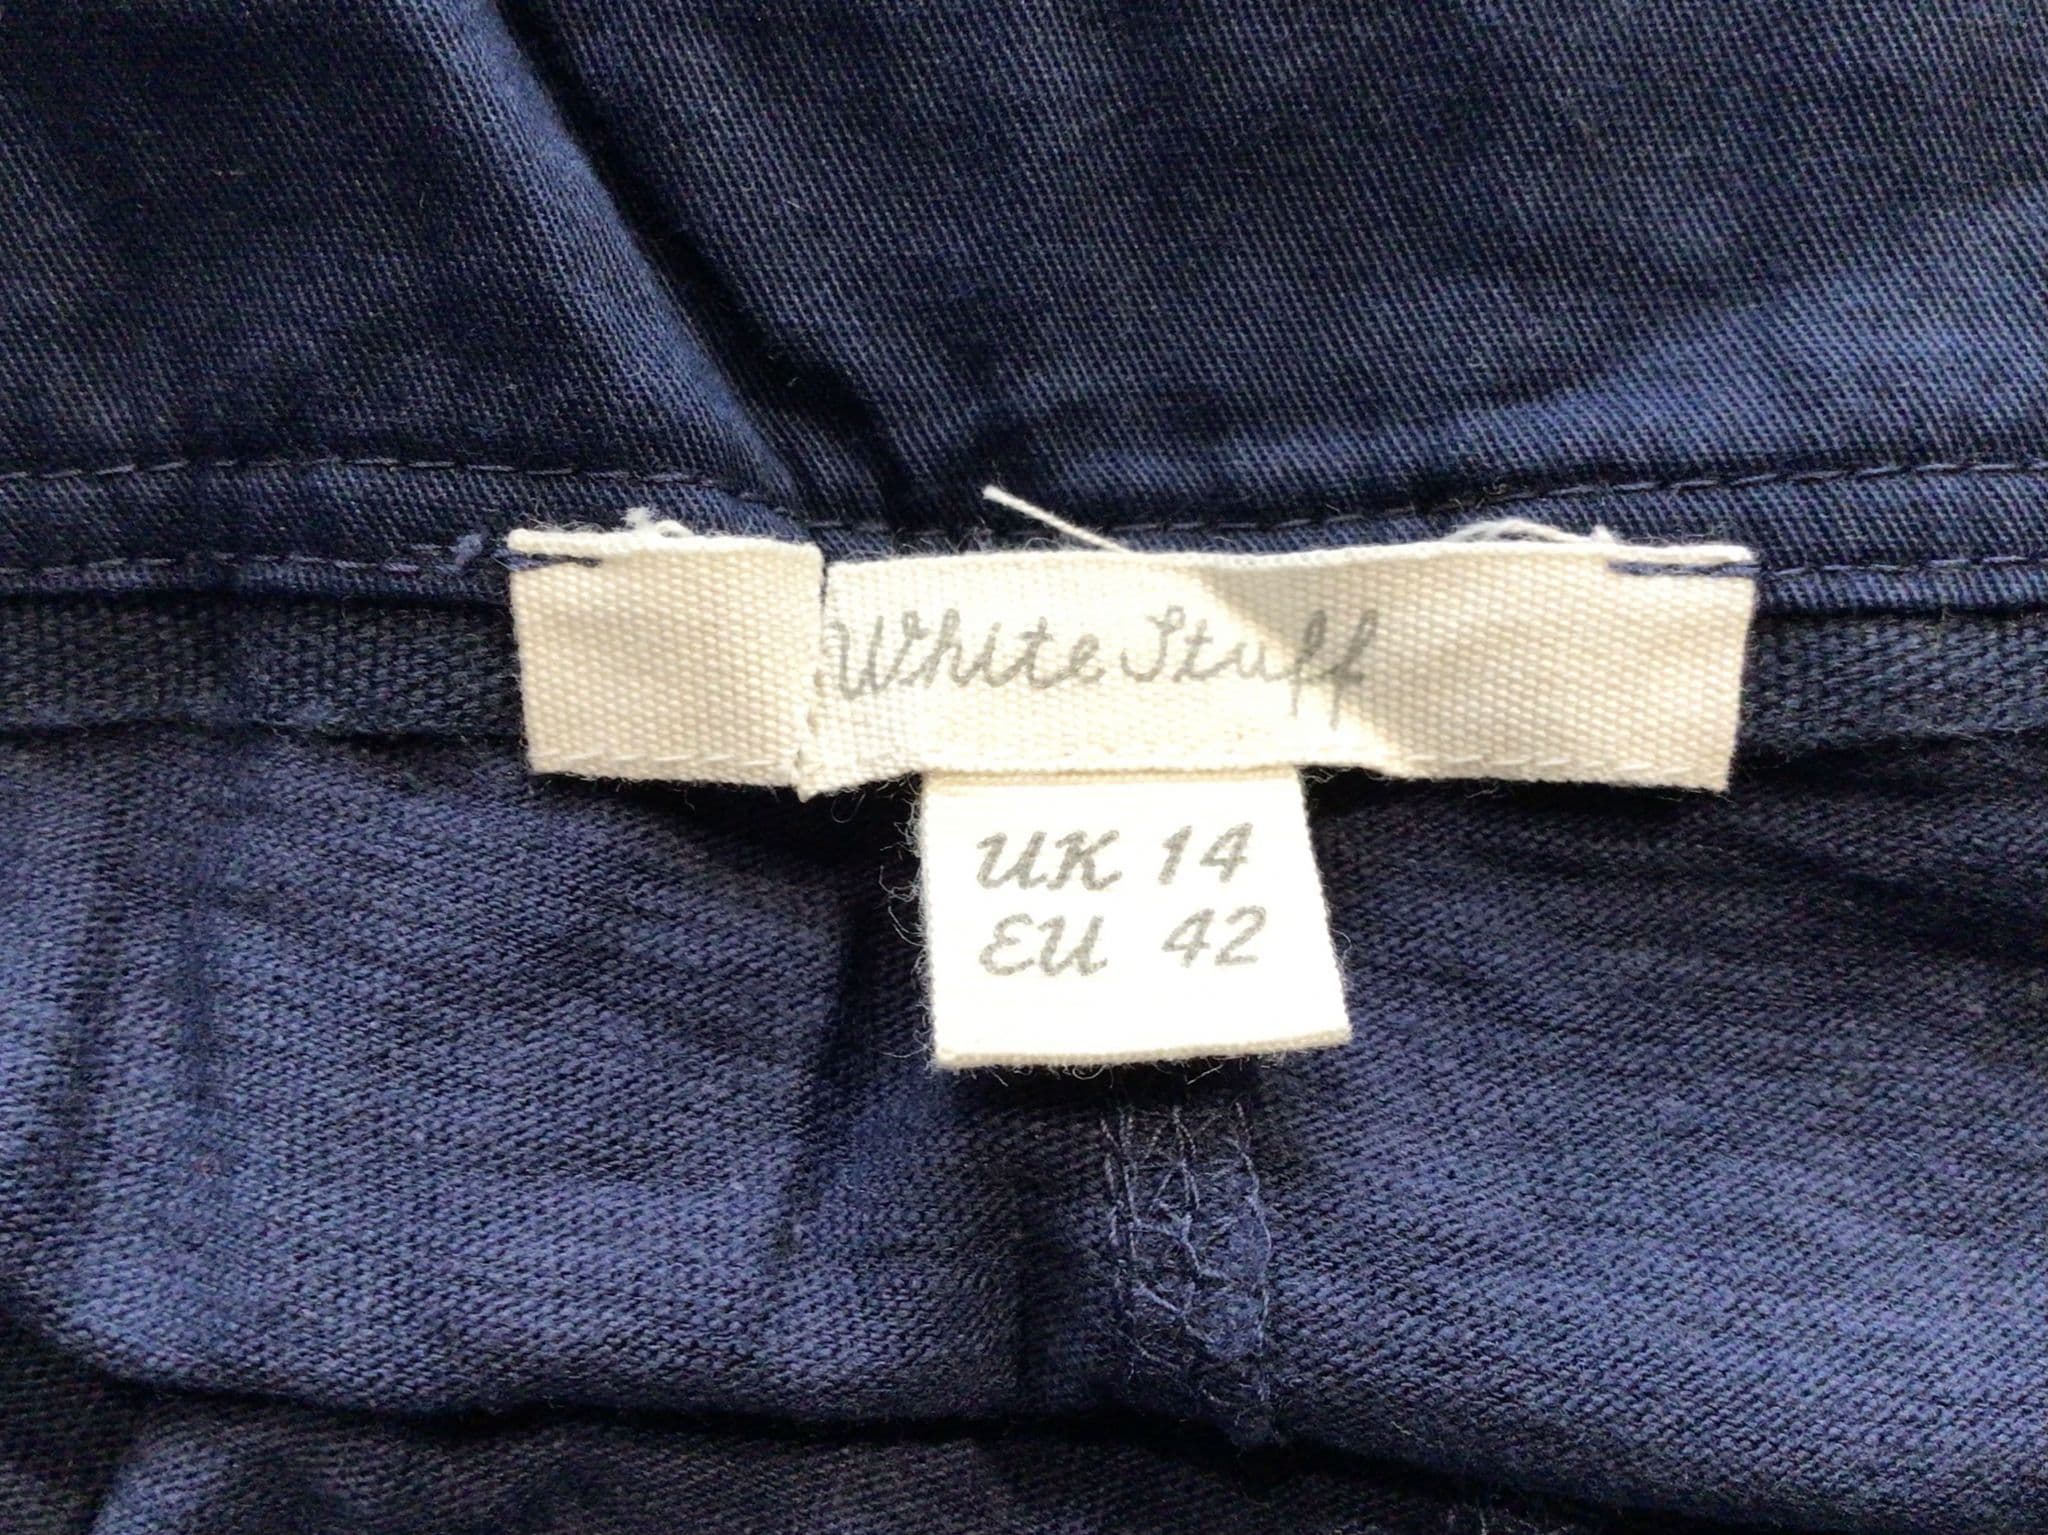 White Stuff
UK 14
EU 42